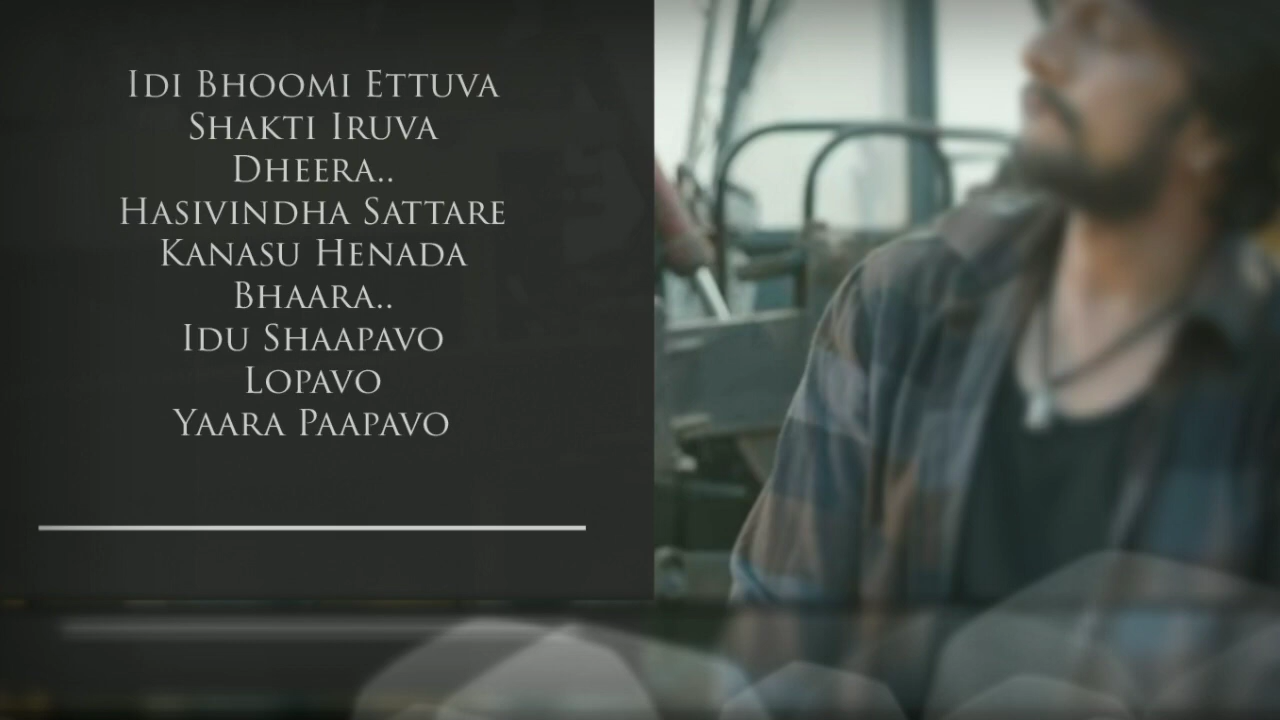 Idi Bhoomi Ettuva
Shakti Iruva
Dheera..
Hasivindha Sattare
Kanasu Henada
Bhaara..
Idu Shaapavo
Lopavo
Yaara Paapavo